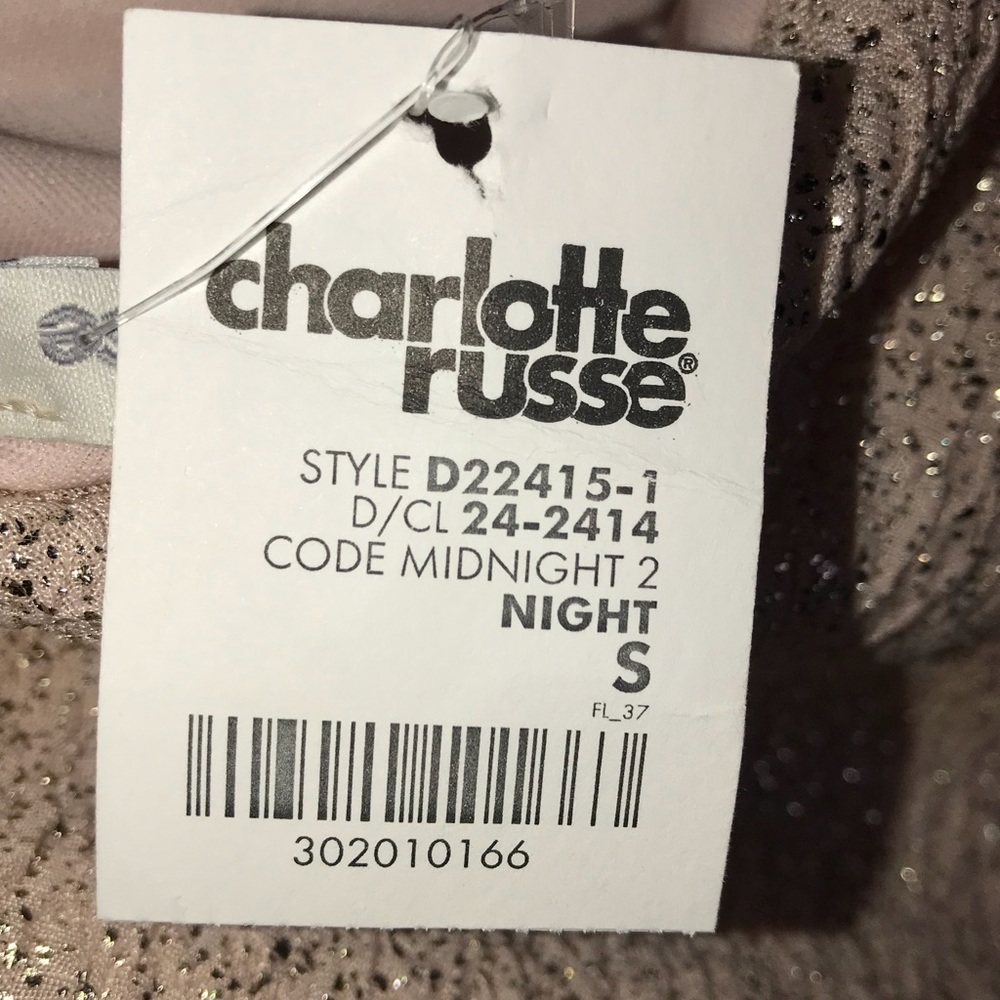 charlotte
russe®
STYLE D22415-1
D/CL 24-2414
CODE MIDNIGHT 2
NIGHT
S
FL_37
302010166